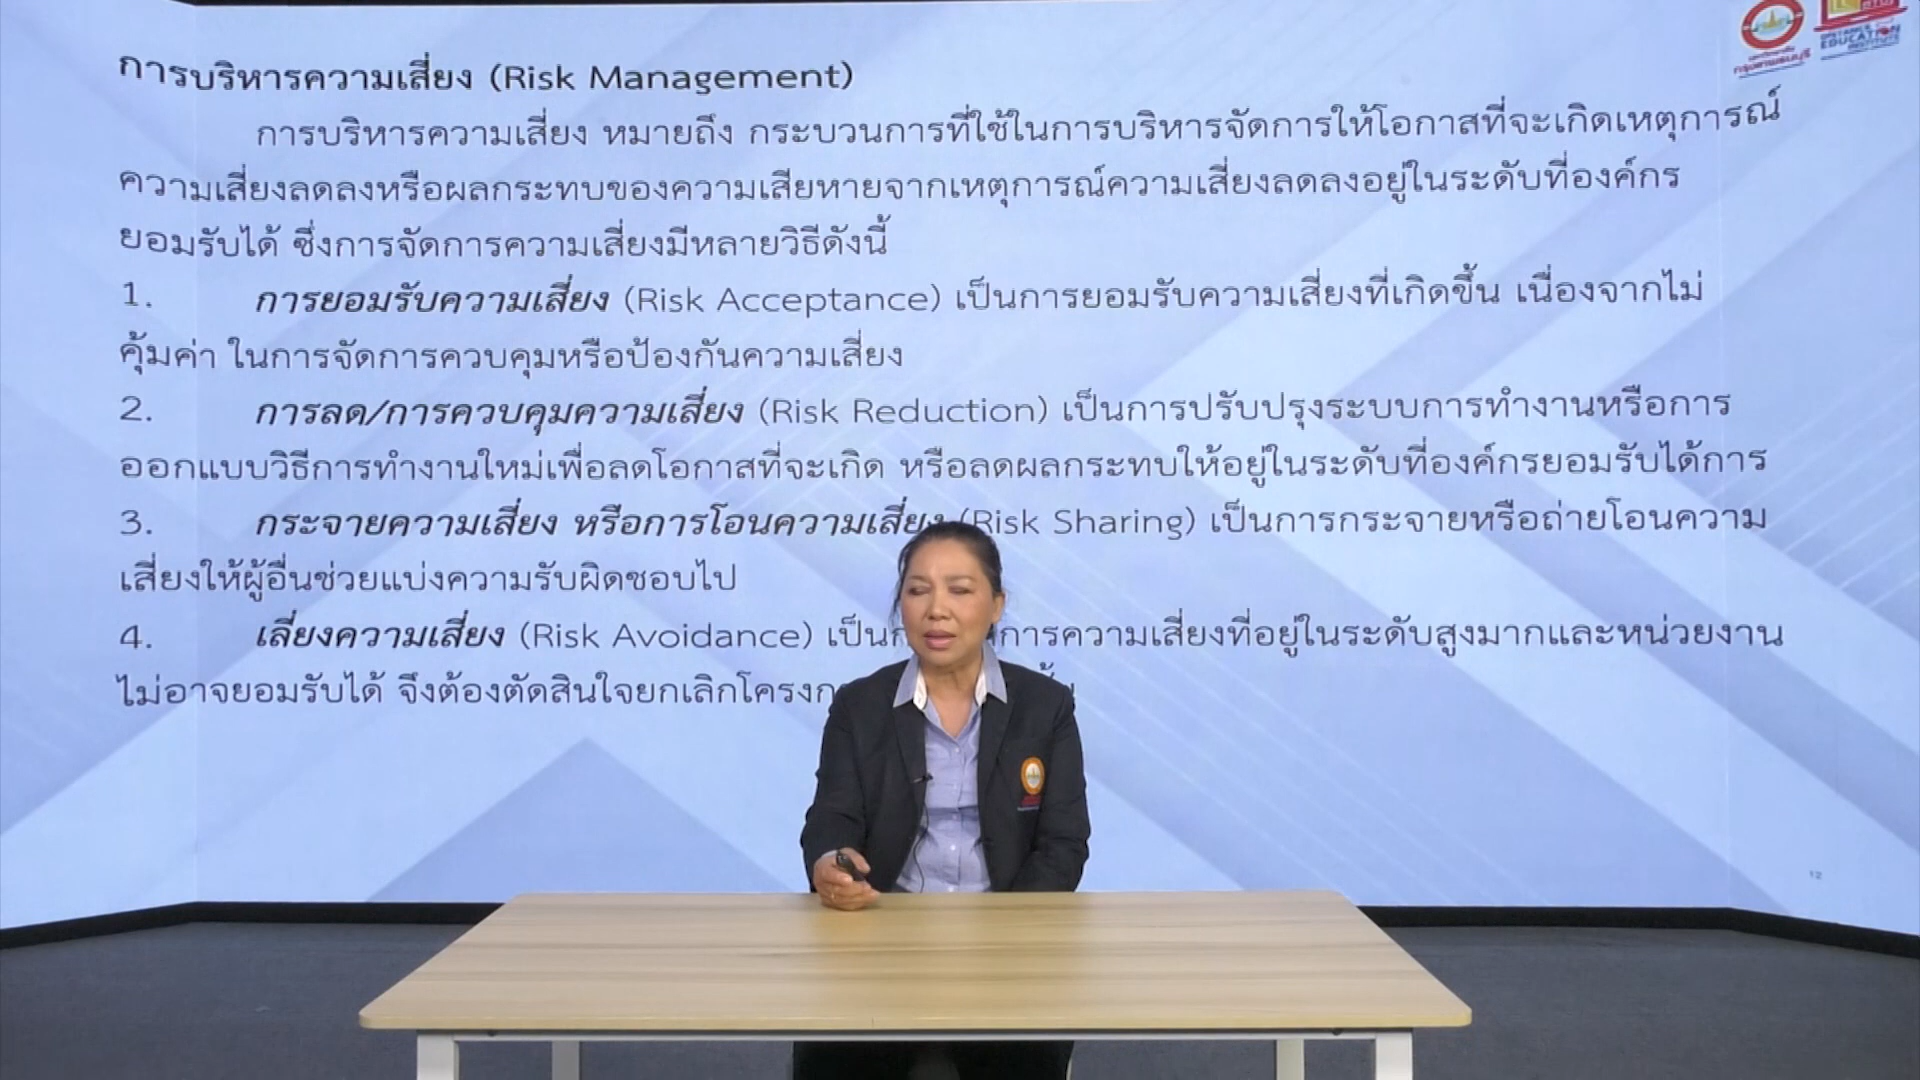 การบริหารความเสี่ยง (Risk Management)
การบริหารความเสี่ยง หมายถึง กระบวนการที่ใช้ในการบริหารจัดการให้โอกาสที่จะเกิดเหตุการณ์
ความเสี่ยงลดลงหรือผลกระทบของความเสียหายจากเหตุการณ์ความเสี่ยงลดลงอยู่ในระดับที่องค์กร
ยอมรับได้ ซึ่งการจัดการความเสี่ยงมีหลายวิธีดังนี้
1. การยอมรับความเสี่ยง (Risk Acceptance) เป็นการยอมรับความเสี่ยงที่เกิดขึ้น เนื่องจากไม่
คุ้มค่า ในการจัดการควบคุมหรือป้องกันความเสี่ยง
2. การลด/การควบคุมความเสี่ยง (Risk Reduction) เป็นการปรับปรุงระบบการทำงานหรือการ
ออกแบบวิธีการทำงานใหม่เพื่อลดโอกาสที่จะเกิด หรือลดผลกระทบให้อยู่ในระดับที่องค์กรยอมรับได้การ
3. กระจายความเสี่ยง หรือการโอนความเสี่ยง (Risk Sharing) เป็นการกระจายหรือถ่ายโอนความ
เสี่ยงให้ผู้อื่นช่วยแบ่งความรับผิดชอบไป
4. เลี่ยงความเสี่ยง (Risk Avoidance) เป็น การความเสี่ยงที่อยู่ในระดับสูงมากและหน่วยงาน
ไม่อาจยอมรับได้ จึงต้องตัดสินใจยกเลิก
12
EDUCATION